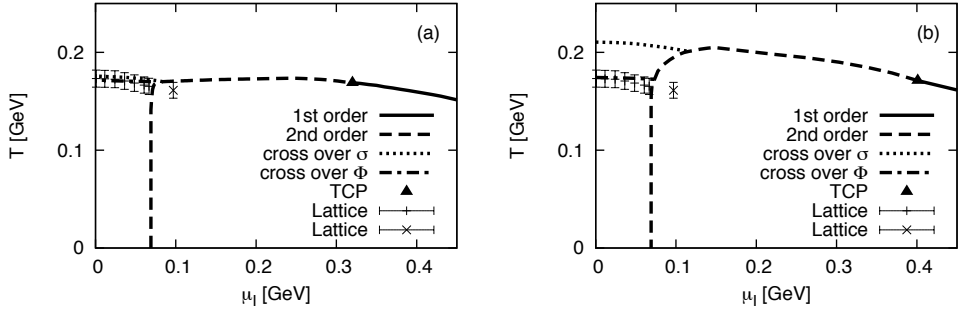 (a)
0.2
0.1
0
T [GeV]
1st order
2nd order
cross over σ
cross over Φ
TCP
Lattice
Lattice
0 0.1 0.2 0.3 0.4
μI [GeV]
(b)
0.2
0.1
0
T [GeV]
1st order
2nd order
cross over σ
cross over Φ
TCP
Lattice
Lattice
0 0.1 0.2 0.3 0.4
μI [GeV]